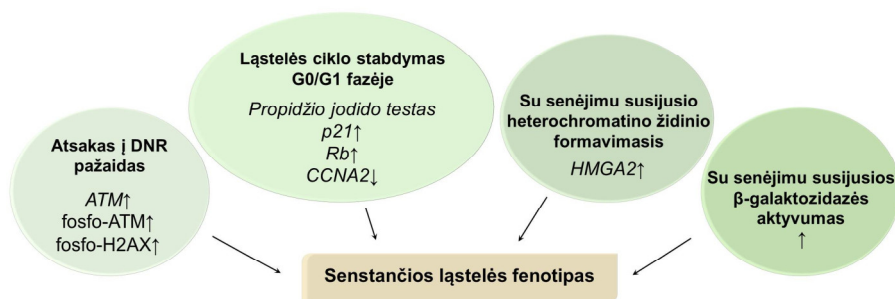 Atsakas į DNR
pažaidas
ATM↑
fosfo-ATM↑
fosfo-H2AX↑
Ląstelės ciklo stabdymas
G0/G1 fazėje
Propidžio jodido testas
p21↑
Rb↑
CCNA2↓
Su senėjimu susijusio
heterochromatino židinio
formavimasis
HMGA2↑
Su senėjimu susijusios
β-galaktozidazės
aktyvumas
↑
Senstančios ląstelės fenotipas